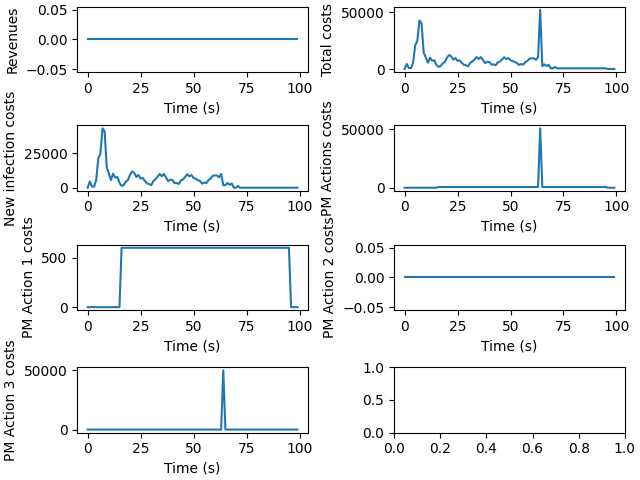 Revenues
0.05
0.00
−0.05
0 25 50 75 100
Time (s)
Total costs
50000
0
0 25 50 75 100
Time (s)
New infection costs
25000
0
0 25 50 75 100
Time (s)
PM Actions costs
50000
0
0 25 50 75 100
Time (s)
PM Action 1 costs
500
0
0 25 50 75 100
Time (s)
PM Action 2 costs
0.05
0.00
−0.05
0 25 50 75 100
Time (s)
PM Action 3 costs
50000
0
0 25 50 75 100
Time (s)
1.0
0.5
0.0
0.0 0.2 0.4 0.6 0.8 1.0